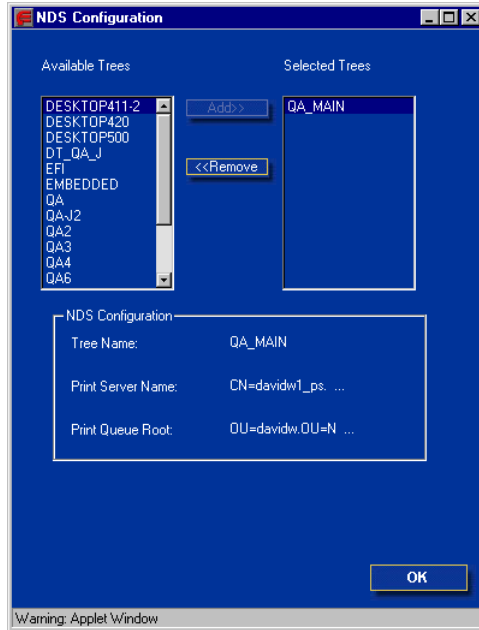 NDS Configuration
Available Trees
Selected Trees
DESKTOP411-2
DESKTOP420
DESKTOP500
DT_QA_J
EFI
EMBEDDED
QA
QA-J2
QA2
QA3
QA4
QA6
Add>>
<<Remove
QA_MAIN
NDS Configuration
Tree Name: QA_MAIN
Print Server Name: CN=davidw1_ps. ...
Print Queue Root: OU=davidw.OU=N ...
OK
Warning: Applet Window